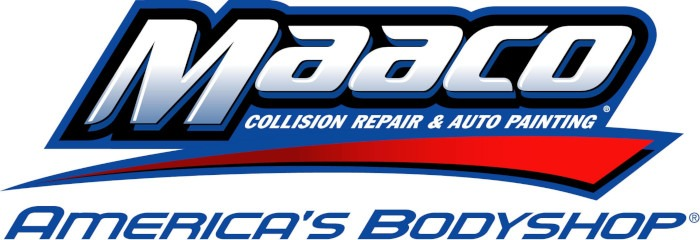 Maaco
COLLISION REPAIR & AUTO PAINTING®
AMERICA'S BODYSHOP®